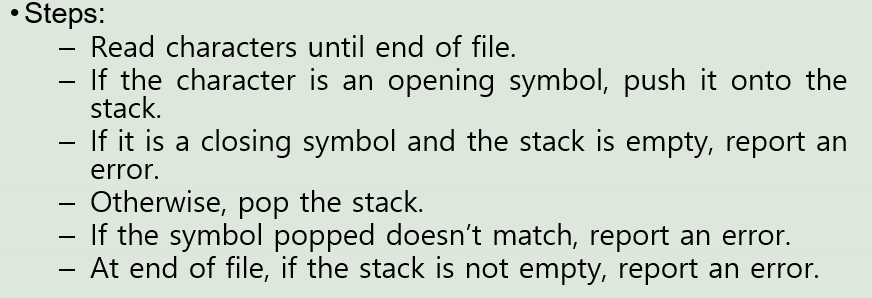 • Steps:
– Read characters until end of file.
– If the character is an opening symbol, push it onto the
stack.
– If it is a closing symbol and the stack is empty, report an
error.
– Otherwise, pop the stack.
– If the symbol popped doesn’t match, report an error.
– At end of file, if the stack is not empty, report an error.